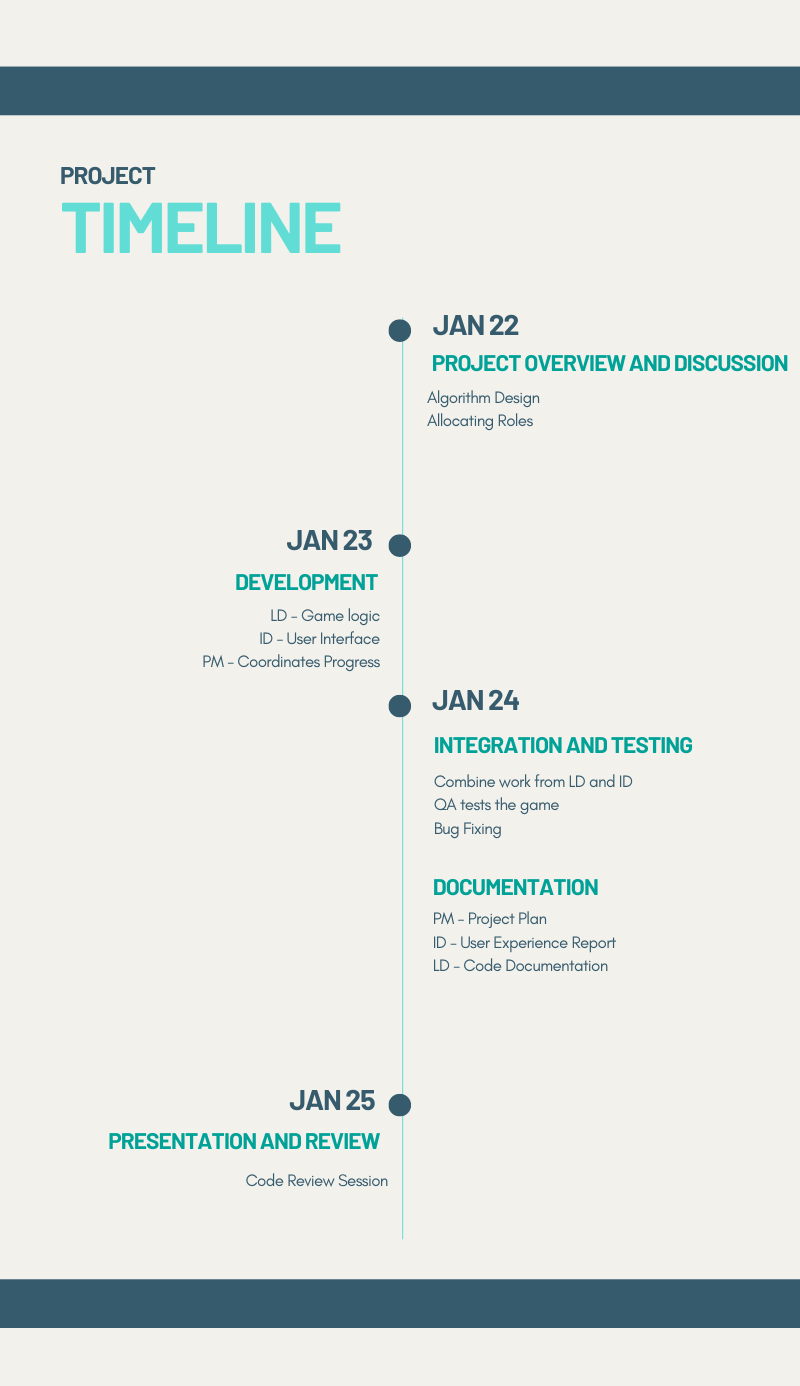 PROJECT
TIMELINE
JAN 22
PROJECT OVERVIEW AND DISCUSSION
Algorithm Design
Allocating Roles
JAN 23
DEVELOPMENT
LD - Game logic
ID - User Interface
PM - Coordinates Progress
JAN 24
INTEGRATION AND TESTING
Combine work from LD and ID
QA tests the game
Bug Fixing
DOCUMENTATION
PM - Project Plan
ID - User Experience Report
LD - Code Documentation
JAN 25
PRESENTATION AND REVIEW
Code Review Session